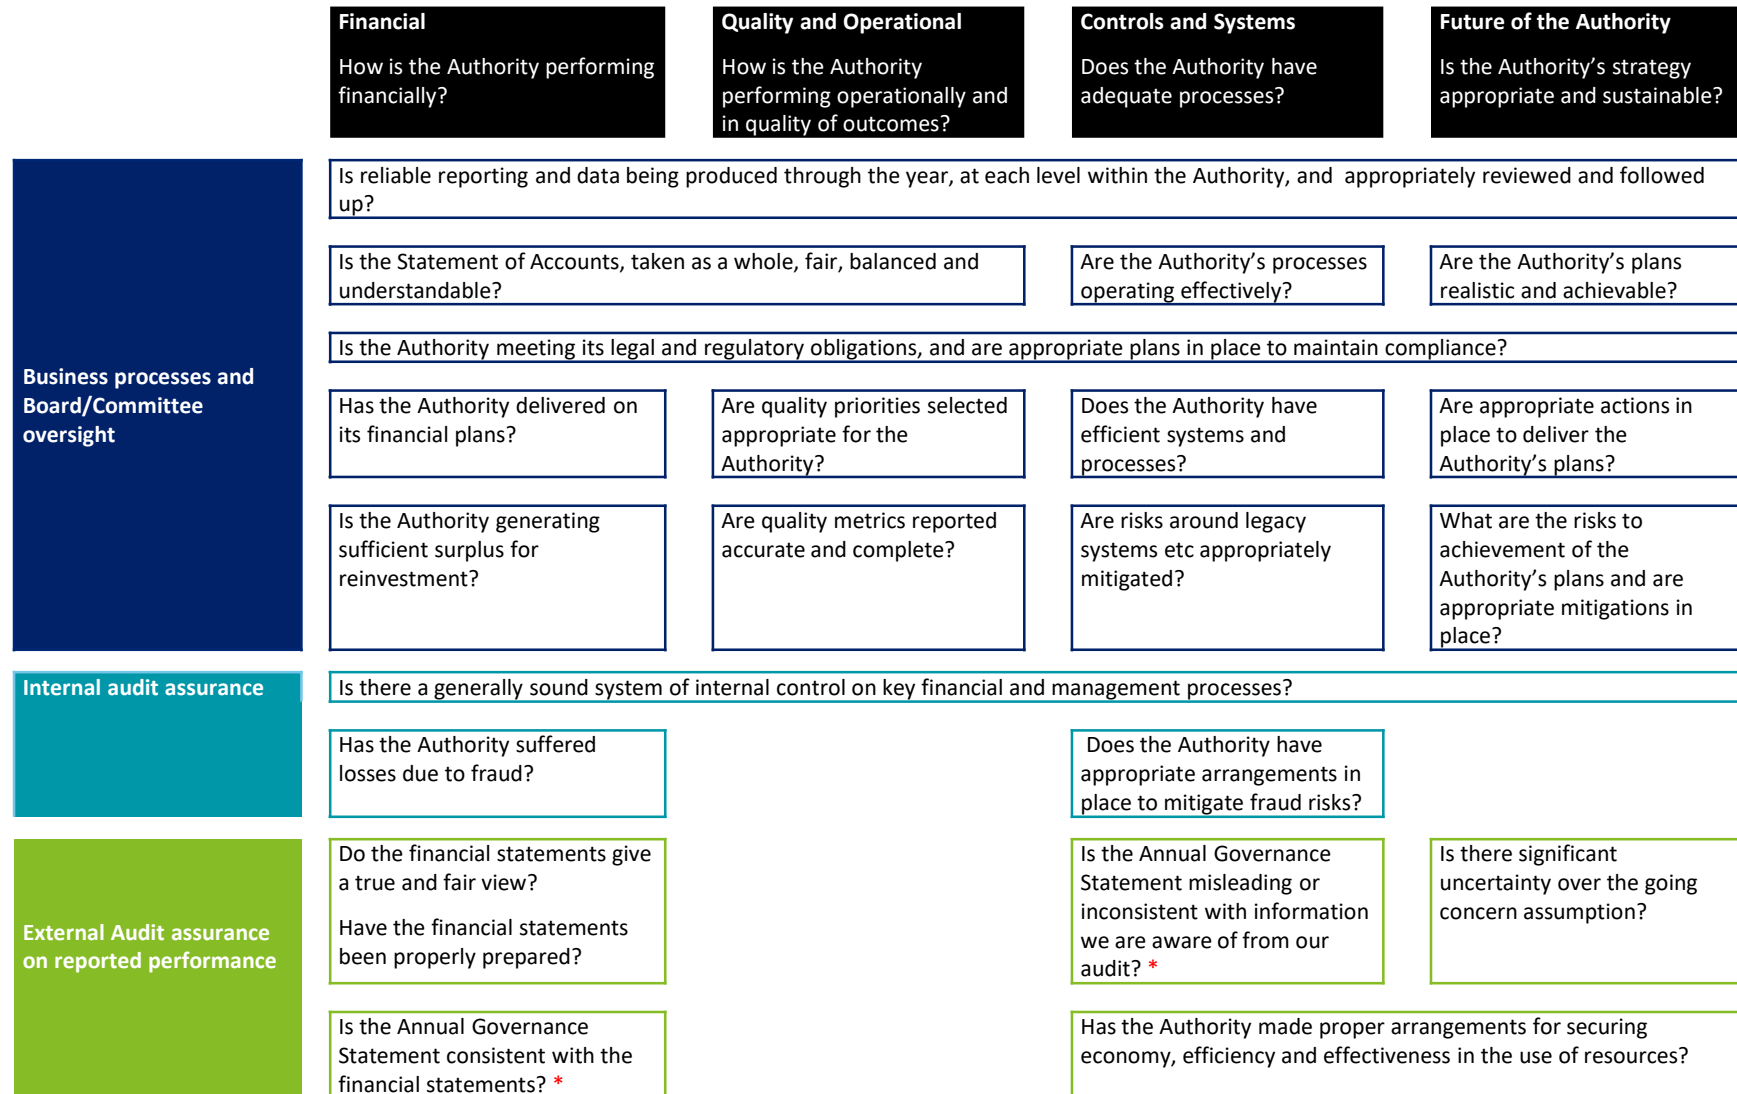 Financial
How is the Authority performing
financially?
Quality and Operational
How is the Authority
performing operationally and
in quality of outcomes?
Controls and Systems
Does the Authority have
adequate processes?
Future of the Authority
Is the Authority’s strategy
appropriate and sustainable?
Business processes and
Board/Committee
oversight
Is reliable reporting and data being produced through the year, at each level within the Authority, and appropriately reviewed and followed
up?
Is the Statement of Accounts, taken as a whole, fair, balanced and
understandable?
Are the Authority’s processes
operating effectively?
Are the Authority’s plans
realistic and achievable?
Is the Authority meeting its legal and regulatory obligations, and are appropriate plans in place to maintain compliance?
Has the Authority delivered on
its financial plans?
Are quality priorities selected
appropriate for the
Authority?
Does the Authority have
efficient systems and
processes?
Are appropriate actions in
place to deliver the
Authority’s plans?
Is the Authority generating
sufficient surplus for
reinvestment?
Are quality metrics reported
accurate and complete?
Are risks around legacy
systems etc appropriately
mitigated?
What are the risks to
achievement of the
Authority’s plans and are
appropriate mitigations in
place?
Internal audit assurance
Is there a generally sound system of internal control on key financial and management processes?
Has the Authority suffered
losses due to fraud?
Does the Authority have
appropriate arrangements in
place to mitigate fraud risks?
External Audit assurance
on reported performance
Do the financial statements give
a true and fair view?
Have the financial statements
been properly prepared?
Is the Annual Governance
Statement misleading or
inconsistent with information
we are aware of from our
audit? *
Is there significant
uncertainty over the going
concern assumption?
Is the Annual Governance
Statement consistent with the
financial statements? *
Has the Authority made proper arrangements for securing
economy, efficiency and effectiveness in the use of resources?